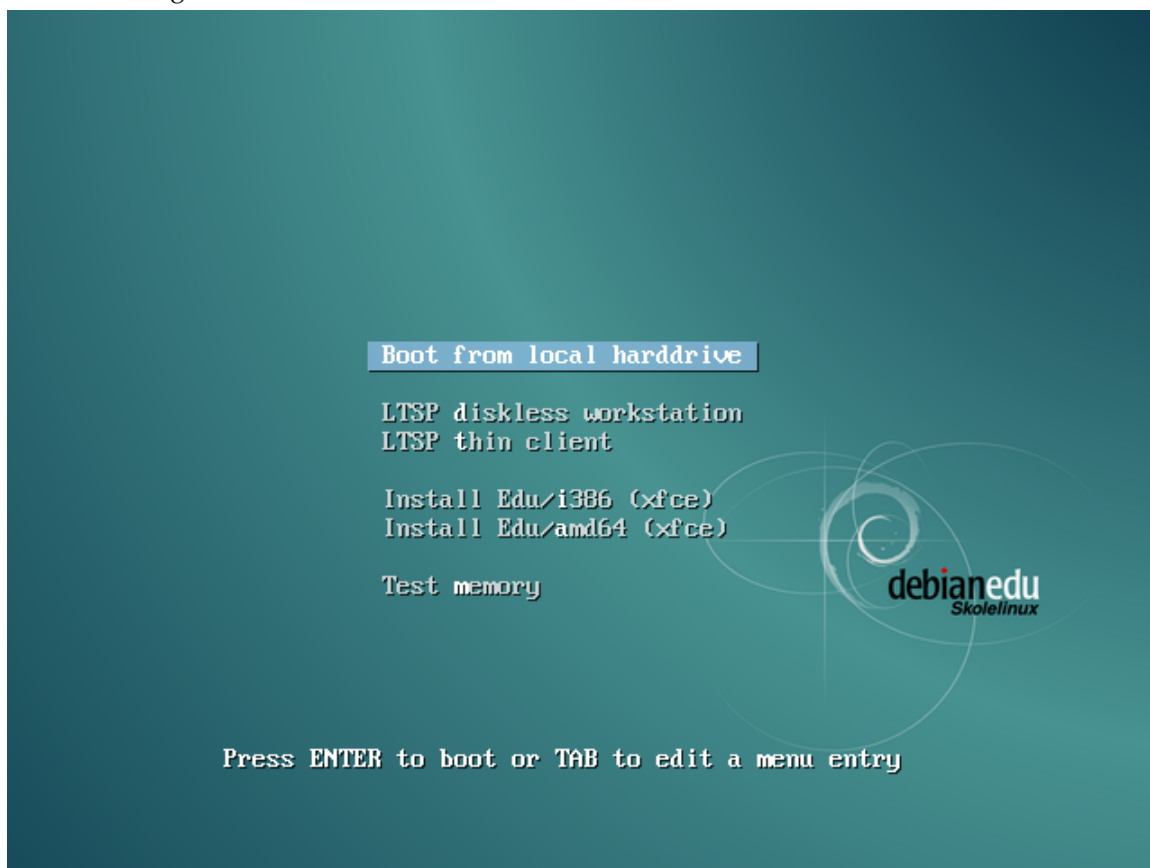 Boot from local harddrive
LTSP diskless workstation
LTSP thin client
Install Edu/i386 (xfce)
Install Edu/amd64 (xfce)
Test memory
debianedu
Skolelinux
Press ENTER to boot or TAB to edit a menu entry